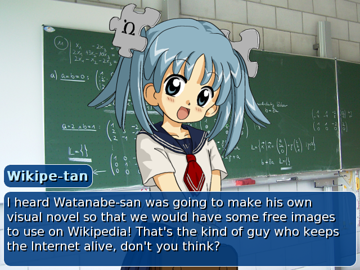 Wikipe-tan
I heard Watanabe-san was going to make his own
visual novel so that we would have some free images
to use on Wikipedia! That's the kind of guy who keeps
the Internet alive, don't you think?